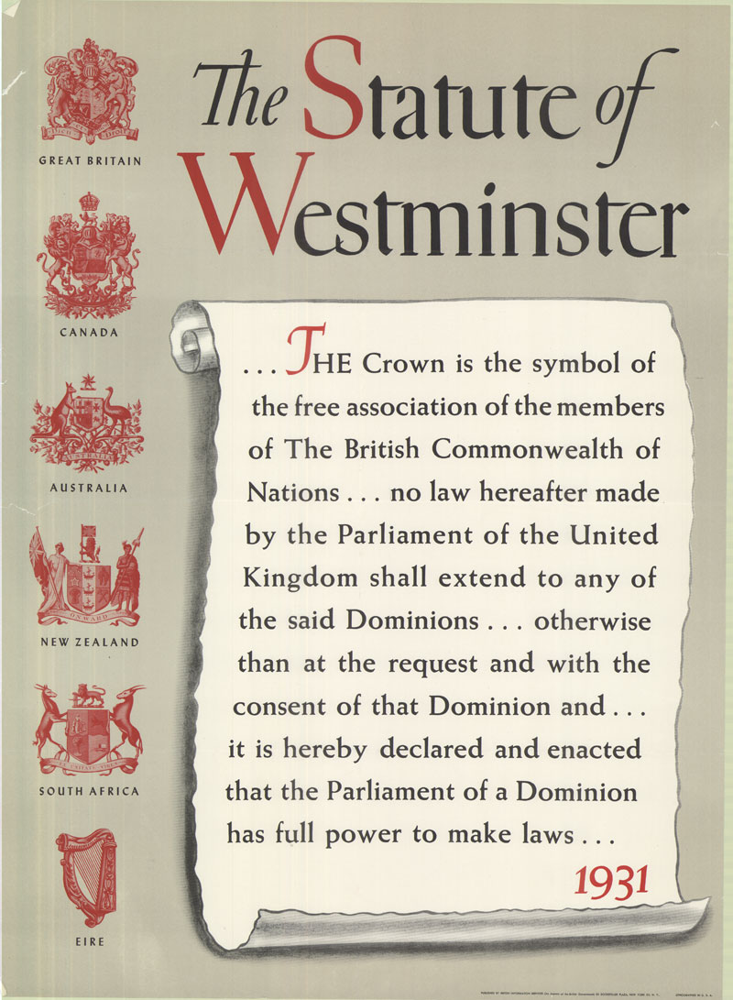 The Statute of
Westminster
GREAT BRITAIN
CANADA
AUSTRALIA
AUSTRALIA
ONWARD
NEW ZEALAND
SOUTH AFRICA
EIRE
... THE Crown is the symbol of
the free association of the members
of The British Commonwealth of
Nations ... no law hereafter made
by the Parliament of the United
Kingdom shall extend to any of
the said Dominions ... otherwise
than at the request and with the
consent of that Dominion and ...
it is hereby declared and enacted
that the Parliament of a Dominion
has full power to make laws ...
1931